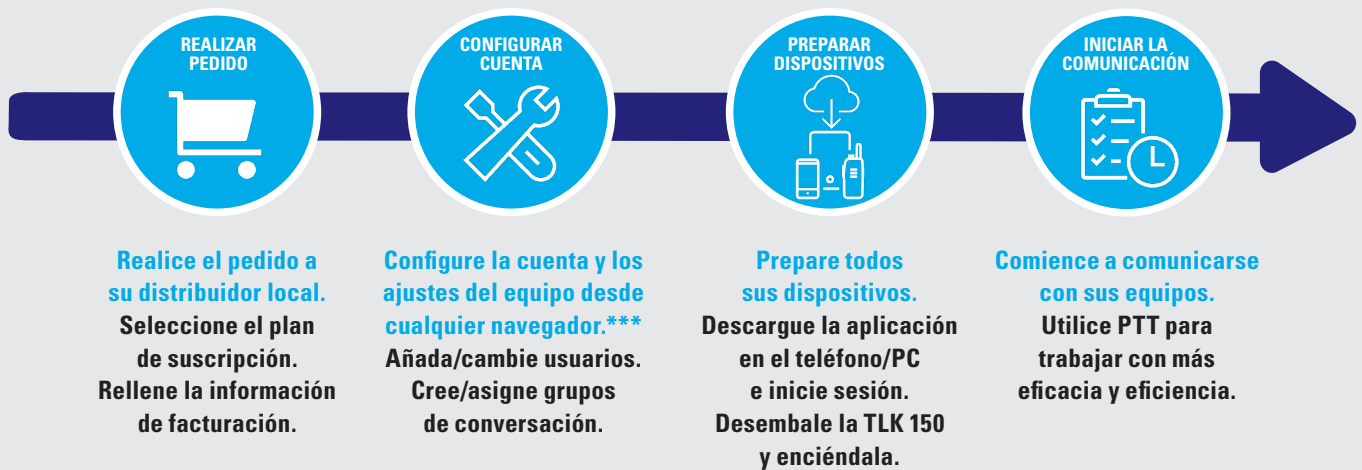 REALIZAR
PEDIDO
CONFIGURAR
CUENTA
PREPARAR
DISPOSITIVOS
INICIAR LA
COMUNICACIÓN
Realice el pedido a
su distribuidor local.
Seleccione el plan
de suscripción.
Rellene la información
de facturación.
Configure la cuenta y los
ajustes del equipo desde
cualquier navegador.***
Añada/cambie usuarios.
Cree/asigne grupos
de conversación.
Prepare todos
sus dispositivos.
Descargue la aplicación
en el teléfono/PC
e inicie sesión.
Desembale la TLK 150
y enciéndala.
Comience a comunicarse
con sus equipos.
Utilice PTT para
trabajar con más
eficacia y eficiencia.